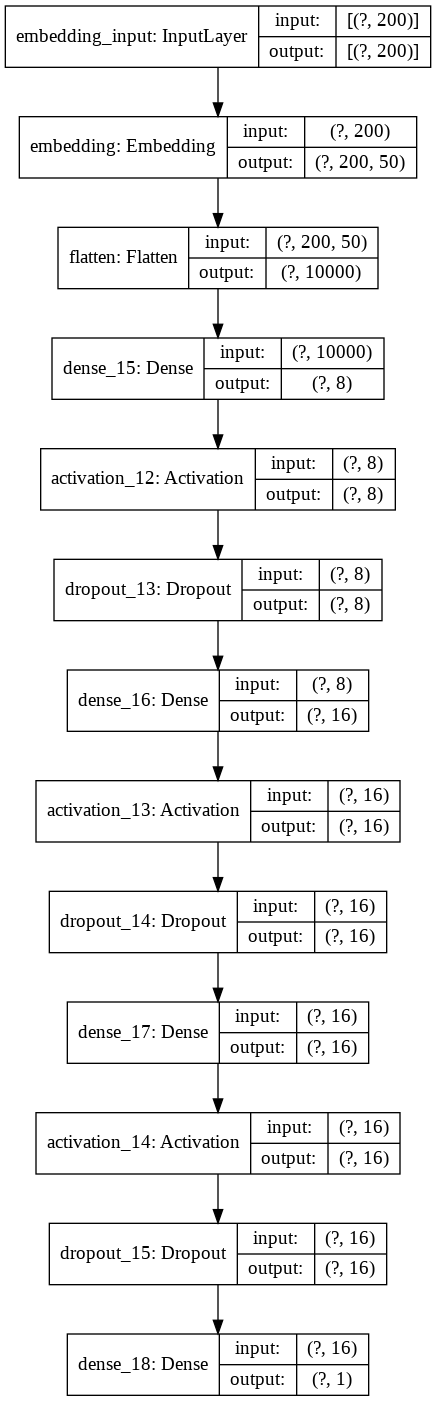 embedding_input: InputLayer
input: [(?, 200)]
output: [(?, 200)]
embedding: Embedding
input: (?, 200)
output: (?, 200, 50)
flatten: Flatten
input: (?, 200, 50)
output: (?, 10000)
dense_15: Dense
input: (?, 10000)
output: (?, 8)
activation_12: Activation
input: (?, 8)
output: (?, 8)
dropout_13: Dropout
input: (?, 8)
output: (?, 8)
dense_16: Dense
input: (?, 8)
output: (?, 16)
activation_13: Activation
input: (?, 16)
output: (?, 16)
dropout_14: Dropout
input: (?, 16)
output: (?, 16)
dense_17: Dense
input: (?, 16)
output: (?, 16)
activation_14: Activation
input: (?, 16)
output: (?, 16)
dropout_15: Dropout
input: (?, 16)
output: (?, 16)
dense_18: Dense
input: (?, 16)
output: (?, 1)